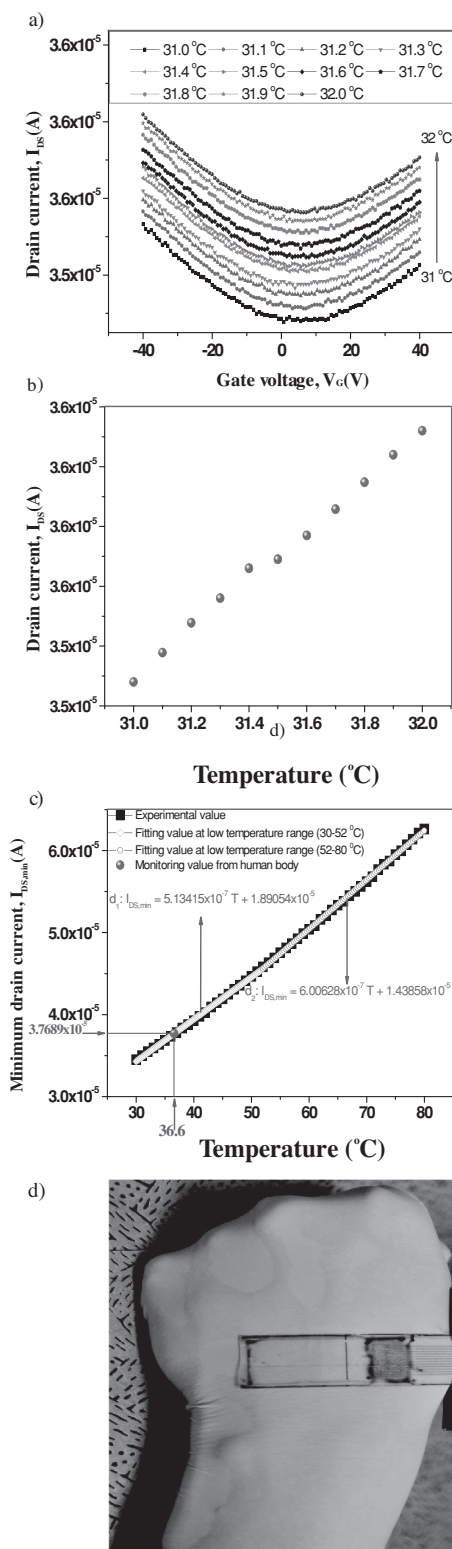 a)
3.6x10⁻⁵
31.0 °C 31.1 °C 31.2 °C 31.3 °C
31.4 °C 31.5 °C 31.6 °C 31.7 °C
31.8 °C 31.9 °C 32.0 °C
3.6x10⁻⁵
32 °C
3.6x10⁻⁵
3.5x10⁻⁵
31 °C
Drain current, I_DS(A)
-40 -20 0 20 40
Gate voltage, V_G(V)
b)
3.6x10⁻⁵
3.6x10⁻⁵
3.6x10⁻⁵
3.6x10⁻⁵
3.5x10⁻⁵
3.5x10⁻⁵
Drain current, I_DS(A)
31.0 31.2 31.4 31.6 31.8 32.0
d)
Temperature (°C)
c)
Experimental value
Fitting value at low temperature range (30-52 °C)
Fitting value at low temperature range (52-80 °C)
Monitoring value from human body
d₁: I_DS,min = 5.13415x10⁻⁷ T + 1.89054x10⁻⁵
d₂: I_DS,min = 6.00628x10⁻⁷ T + 1.43858x10⁻⁵
6.0x10⁻⁵
5.0x10⁻⁵
4.0x10⁻⁵
3.7689x10⁻⁵
3.0x10⁻⁵
Minimum drain current, I_DS,min(A)
30 40 50 60 70 80
36.6
Temperature (°C)
d)